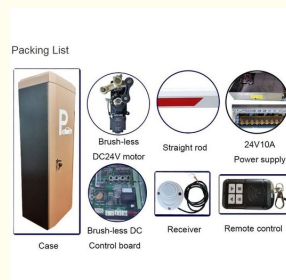 Packing List
P
Brush-less
DC24V motor
Straight rod
24V10A
Power supply
Case
Brush-less DC
Control board
Receiver
Remote control